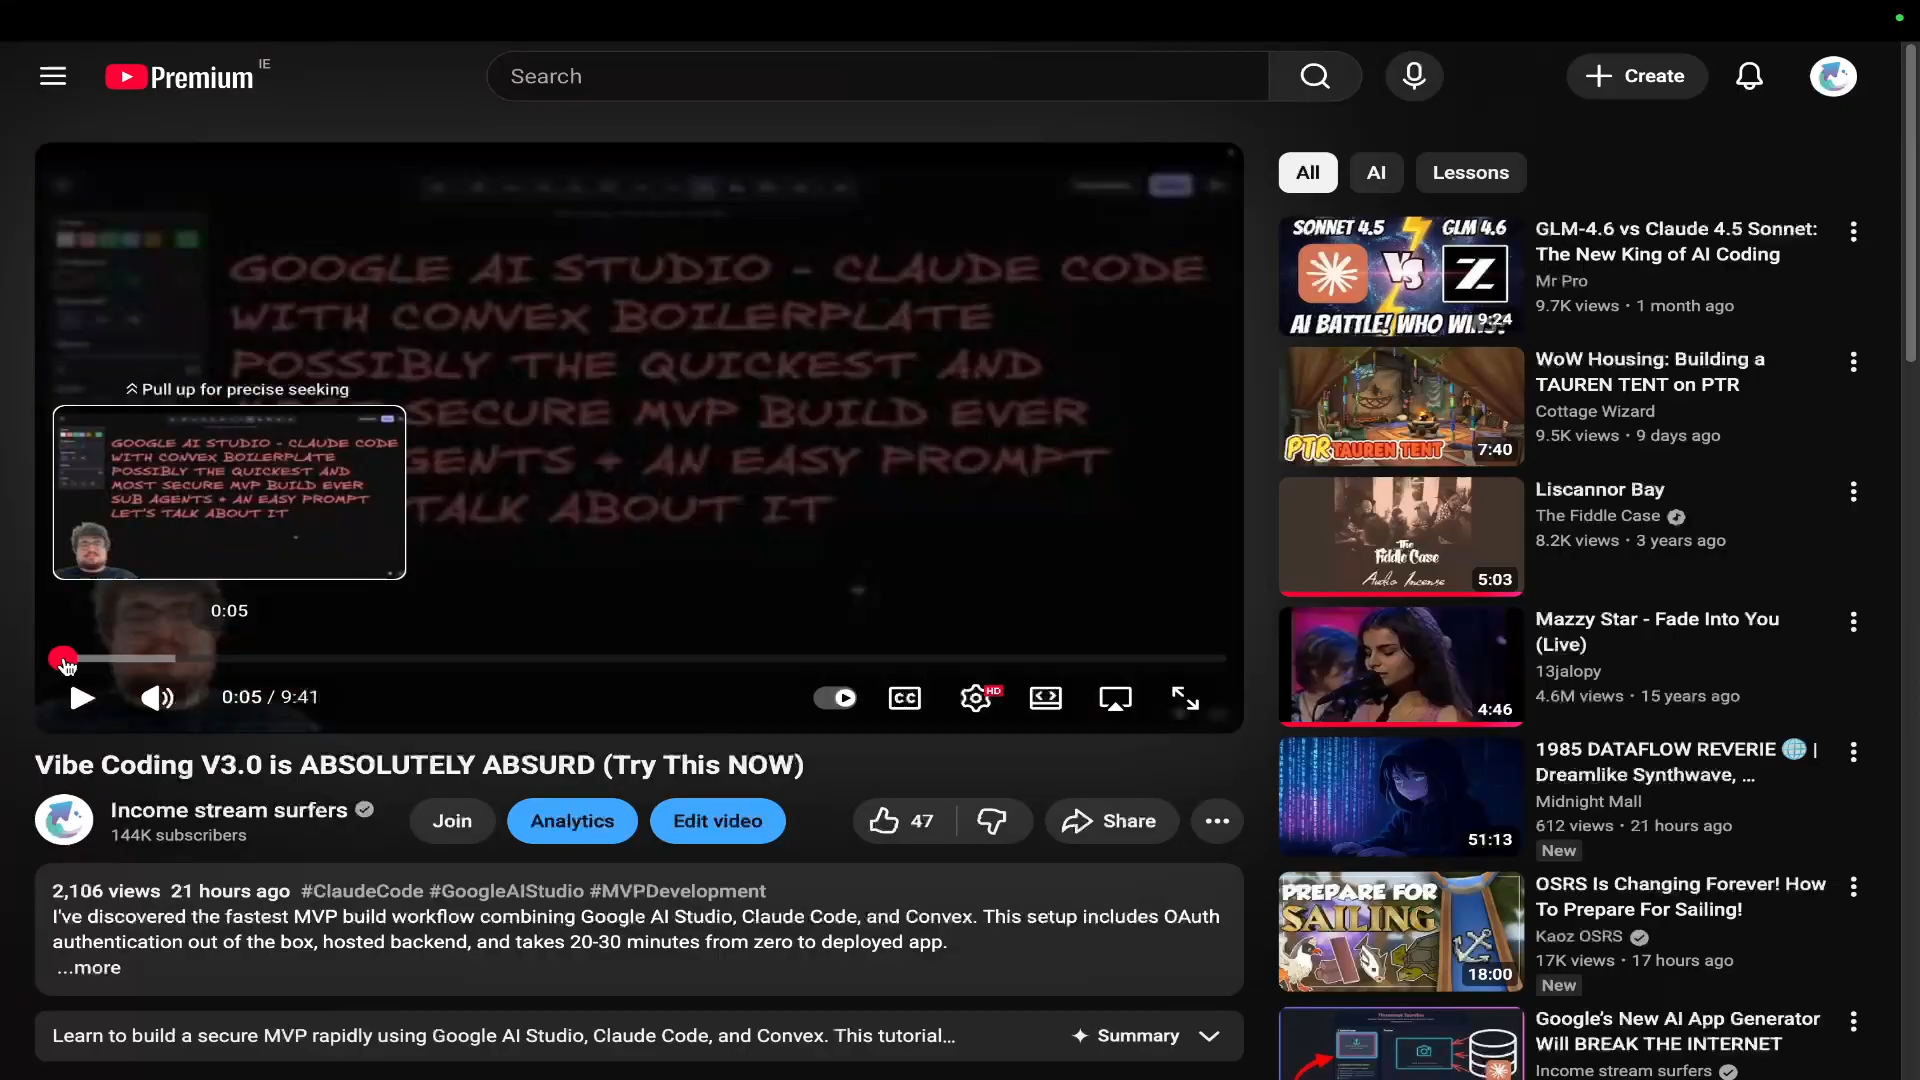 Premium IE
Search
Create
GOOGLE AI STUDIO - CLAUDE CODE
WITH CONVEX BOILERPLATE
POSSIBLY THE QUICKEST AND
SECURE MVP BUILD EVER
AGENTS + AN EASY PROMPT
TALK ABOUT IT
Pull up for precise seeking
GOOGLE AI STUDIO - CLAUDE CODE
WITH CONVEX BOILERPLATE
POSSIBLY THE QUICKEST AND
MOST SECURE MVP BUILD EVER
SUB AGENTS + AN EASY PROMPT
LET'S TALK ABOUT IT
0:05
0:05 / 9:41
CC
HD
Vibe Coding V3.0 is ABSOLUTELY ABSURD (Try This NOW)
Income stream surfers
144K subscribers
Join
Analytics
Edit video
47
Share
2,106 views 21 hours ago #ClaudeCode #GoogleAIStudio #MVPDevelopment
I've discovered the fastest MVP build workflow combining Google AI Studio, Claude Code, and Convex. This setup includes OAuth
authentication out of the box, hosted backend, and takes 20-30 minutes from zero to deployed app.
...more
Learn to build a secure MVP rapidly using Google AI Studio, Claude Code, and Convex. This tutorial...
Summary
All
AI
Lessons
SONNET 4.5
GLM 4.6
VS
Z
AI BATTLE! WHO WINS?
9:24
GLM-4.6 vs Claude 4.5 Sonnet:
The New King of AI Coding
Mr Pro
9.7K views • 1 month ago
PTR TAUREN TENT
7:40
WoW Housing: Building a
TAUREN TENT on PTR
Cottage Wizard
9.5K views • 9 days ago
The
Fiddle Case
Audio Incense
5:03
Liscannor Bay
The Fiddle Case
8.2K views • 3 years ago
4:46
Mazzy Star - Fade Into You
(Live)
13jalopy
4.6M views • 15 years ago
51:13
1985 DATAFLOW REVERIE 🌐 |
Dreamlike Synthwave, ...
Midnight Mall
612 views • 21 hours ago
New
PREPARE FOR
SAILING
18:00
OSRS Is Changing Forever! How
To Prepare For Sailing!
Kaoz OSRS
17K views • 17 hours ago
New
Google's New AI App Generator
Will BREAK THE INTERNET
Income stream surfers